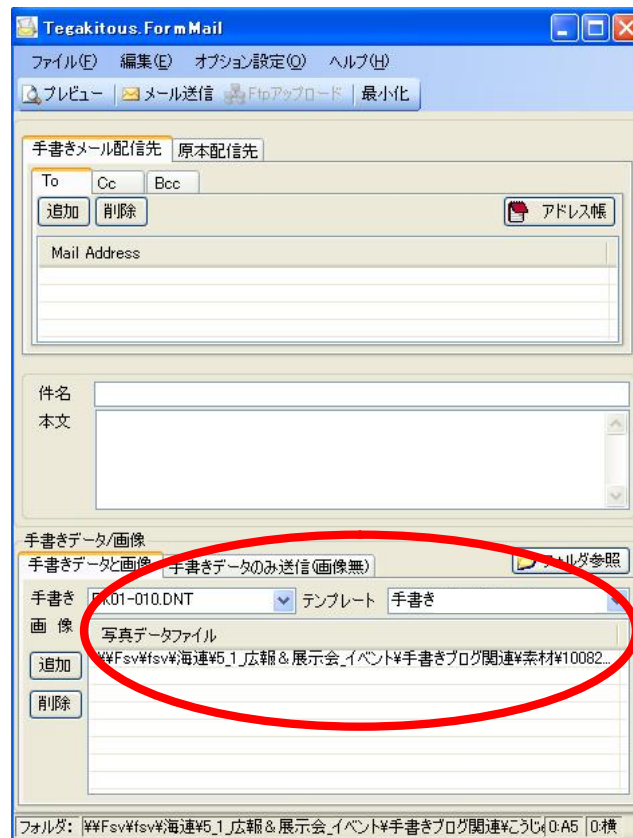 Tegakitous.FormMail
ファイル(F) 編集(E) オプション設定(O) ヘルプ(H)
プレビュー メール送信 Ftpアップロード 最小化
手書きメール配信先 原本配信先
To Cc Bcc
追加 削除 アドレス帳
Mail Address
件名
本文
手書きデータ/画像
手書きデータと画像 手書きデータのみ送信(画像無) フォルダ参照
手書き 01-010.DNT テンプレート 手書き
画 像 写真データファイル
追加 ¥¥Fsv¥fsv¥海連¥5_1_広報&展示会_イベント¥手書きブログ関連¥素材¥10082...
削除
フォルダ: ¥¥Fsv¥fsv¥海連¥5_1_広報&展示会_イベント¥手書きブログ関連¥こうじ 0:A5 0:横